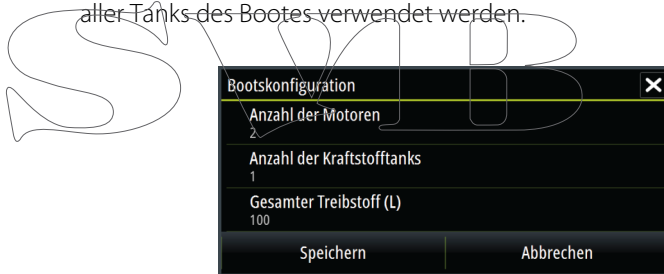 aller Tanks des Bootes verwendet werden.
SVB
Bootskonfiguration
Anzahl der Motoren
2
Anzahl der Kraftstofftanks
1
Gesamter Treibstoff (L)
100
Speichern Abbrechen